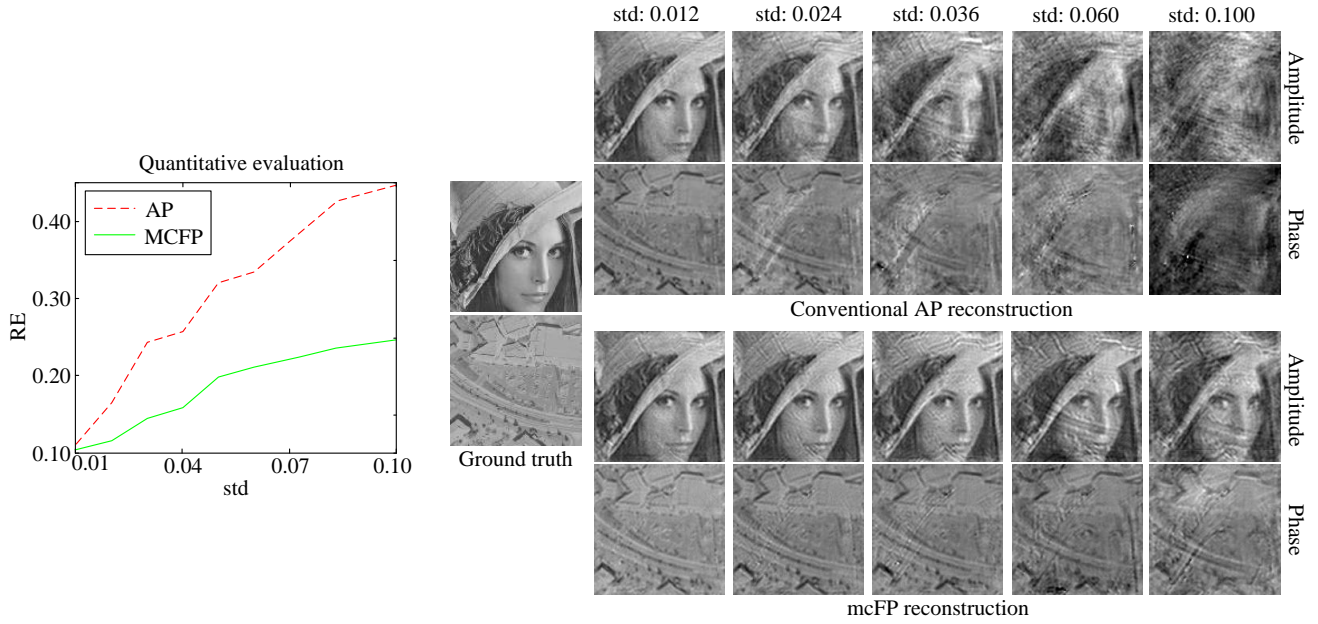 Quantitative evaluation
RE
0.40
0.30
0.20
0.10
AP
MCFP
0.01 0.04 0.07 0.10
std
Ground truth
std: 0.012 std: 0.024 std: 0.036 std: 0.060 std: 0.100
Amplitude
Phase
Conventional AP reconstruction
Amplitude
Phase
mcFP reconstruction